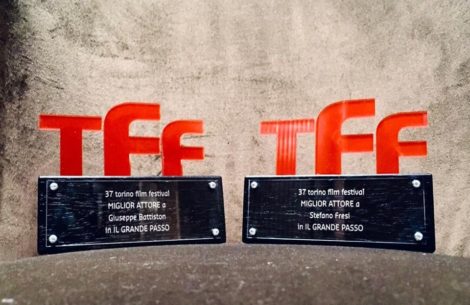 TFF
37 torino film festival
MIGLIOR ATTORE a
Giuseppe Battiston
in IL GRANDE PASSO
TFF
37 torino film festival
MIGLIOR ATTORE a
Stefano Fresi
in IL GRANDE PASSO